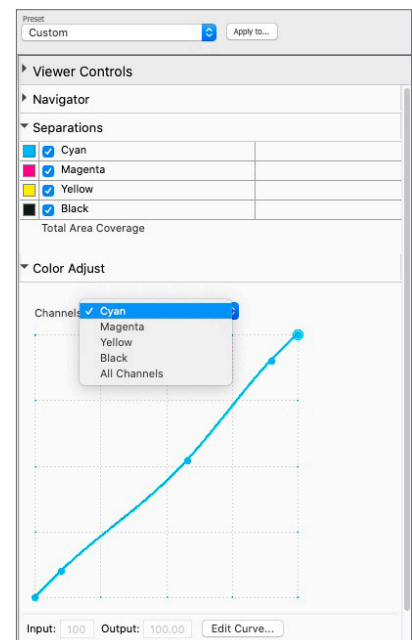 Preset
Custom Apply to...
Viewer Controls
Navigator
Separations
Cyan
Magenta
Yellow
Black
Total Area Coverage
Color Adjust
Channels
Cyan
Magenta
Yellow
Black
All Channels
Input: 100 Output: 100.00 Edit Curve...